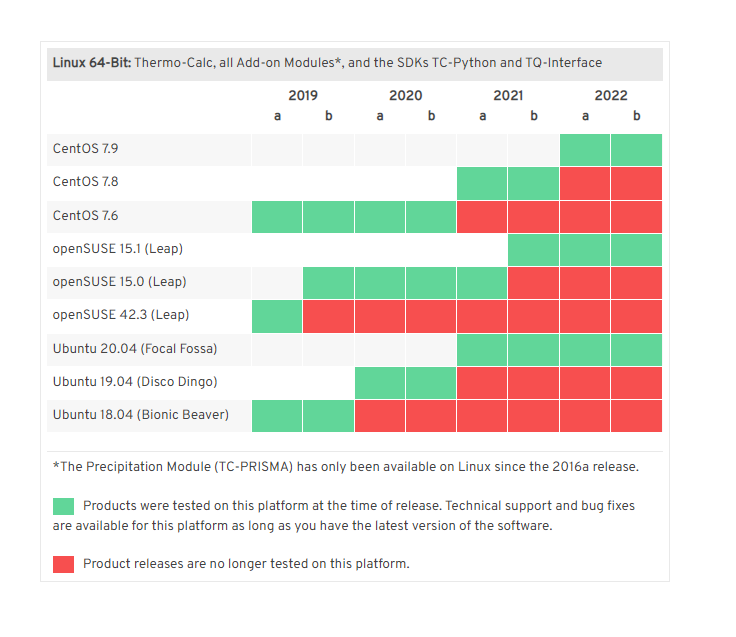 Linux 64-Bit: Thermo-Calc, all Add-on Modules*, and the SDKs TC-Python and TQ-Interface
2019 2020 2021 2022
a b a b a b a b
CentOS 7.9
CentOS 7.8
CentOS 7.6
openSUSE 15.1 (Leap)
openSUSE 15.0 (Leap)
openSUSE 42.3 (Leap)
Ubuntu 20.04 (Focal Fossa)
Ubuntu 19.04 (Disco Dingo)
Ubuntu 18.04 (Bionic Beaver)
*The Precipitation Module (TC-PRISMA) has only been available on Linux since the 2016a release.
Products were tested on this platform at the time of release. Technical support and bug fixes
are available for this platform as long as you have the latest version of the software.
Product releases are no longer tested on this platform.